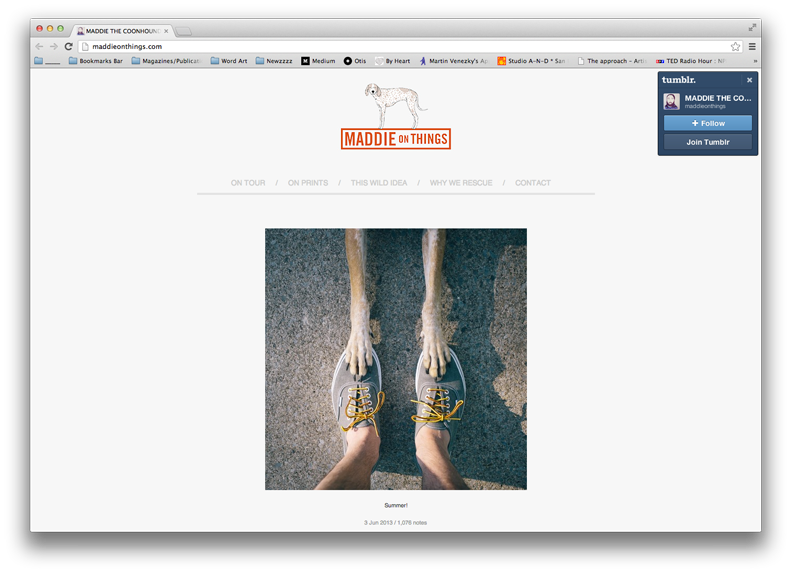 MADDIE THE COONHOUND
maddieonthings.com
____ Bookmarks Bar Magazines/Publicat Word Art Newzzzz Medium Otis By Heart Martin Venezky's Ap Studio A-N-D * San The approach – Arti TED Radio Hour : NP »
tumblr.
MADDIE THE CO...
maddieonthings
+ Follow
Join Tumblr
MADDIE ON THINGS
ON TOUR / ON PRINTS / THIS WILD IDEA / WHY WE RESCUE / CONTACT
Summer!
3 Jun 2013 / 1,076 notes